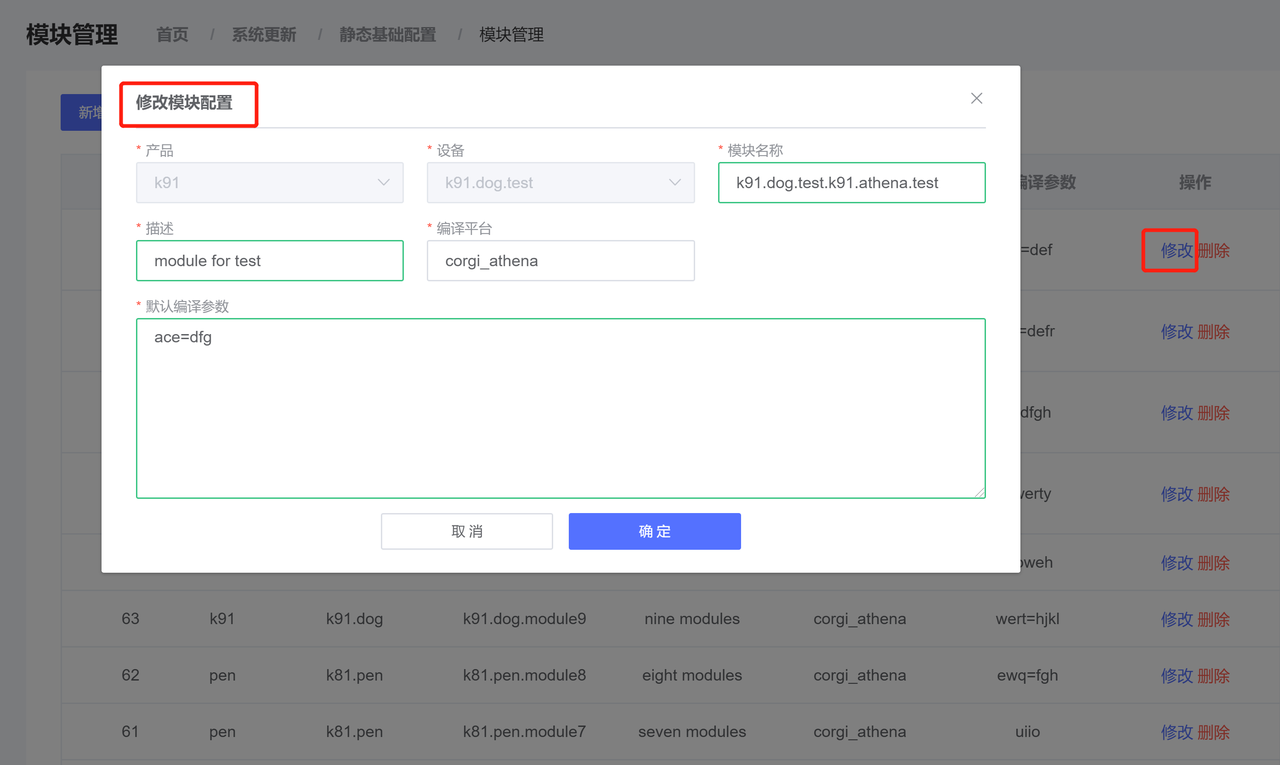 模块管理 首页 / 系统更新 / 静态基础配置 / 模块管理
新增
修改模块配置
* 产品 * 设备 * 模块名称
k91 k91.dog.test k91.dog.test.k91.athena.test
编译参数 操作
* 描述 * 编译平台
module for test corgi_athena
=def 修改 删除
* 默认编译参数
ace=dfg
=defr 修改 删除
dfgh 修改 删除
werty 修改 删除
取 消 确 定
oweh 修改 删除
63 k91 k91.dog k91.dog.module9 nine modules corgi_athena wert=hjkl 修改 删除
62 pen k81.pen k81.pen.module8 eight modules corgi_athena ewq=fgh 修改 删除
61 pen k81.pen k81.pen.module7 seven modules corgi_athena uiio 修改 删除